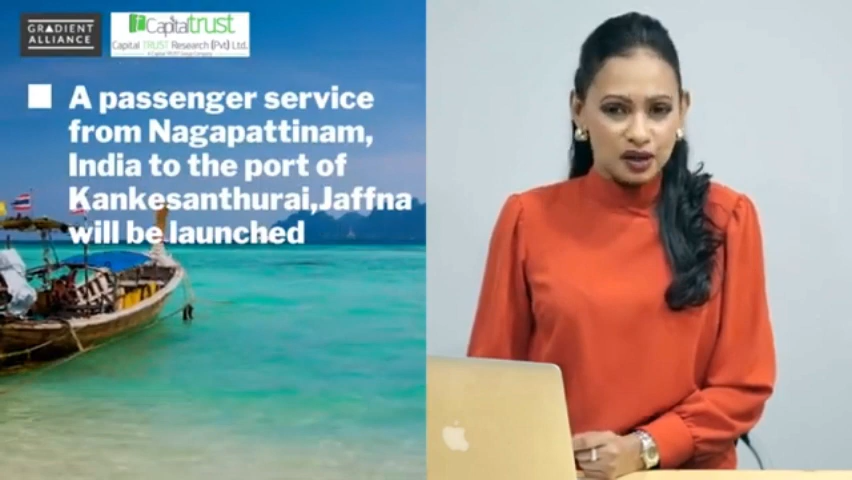 GRADIENT
ALLIANCE
Capital TRUST
Capital TRUST Research (Pvt) Ltd.
A passenger service
from Nagapattinam,
India to the port of
Kankesanthurai,Jaffna
will be launched